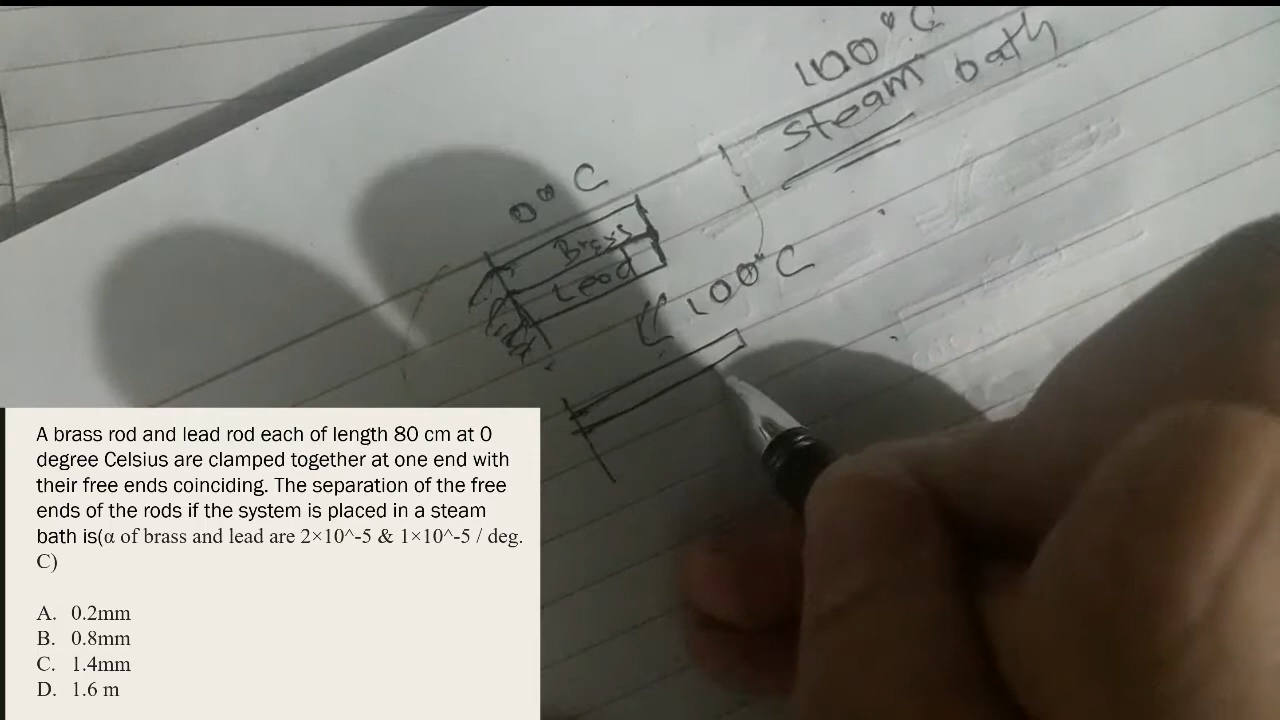 100°C
steam bath
0°C
Brass
Lead
100°C
A brass rod and lead rod each of length 80 cm at 0
degree Celsius are clamped together at one end with
their free ends coinciding. The separation of the free
ends of the rods if the system is placed in a steam
bath is(α of brass and lead are 2×10^-5 & 1×10^-5 / deg.
C)
A. 0.2mm
B. 0.8mm
C. 1.4mm
D. 1.6 m